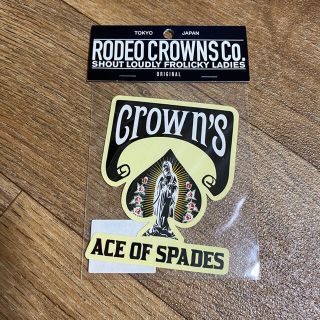 TOKYO JAPAN
RODEO CROWNS CO.
SHOUT LOUDLY FROLICKY LADIES
ORIGINAL
Crown's
ACE OF SPADES